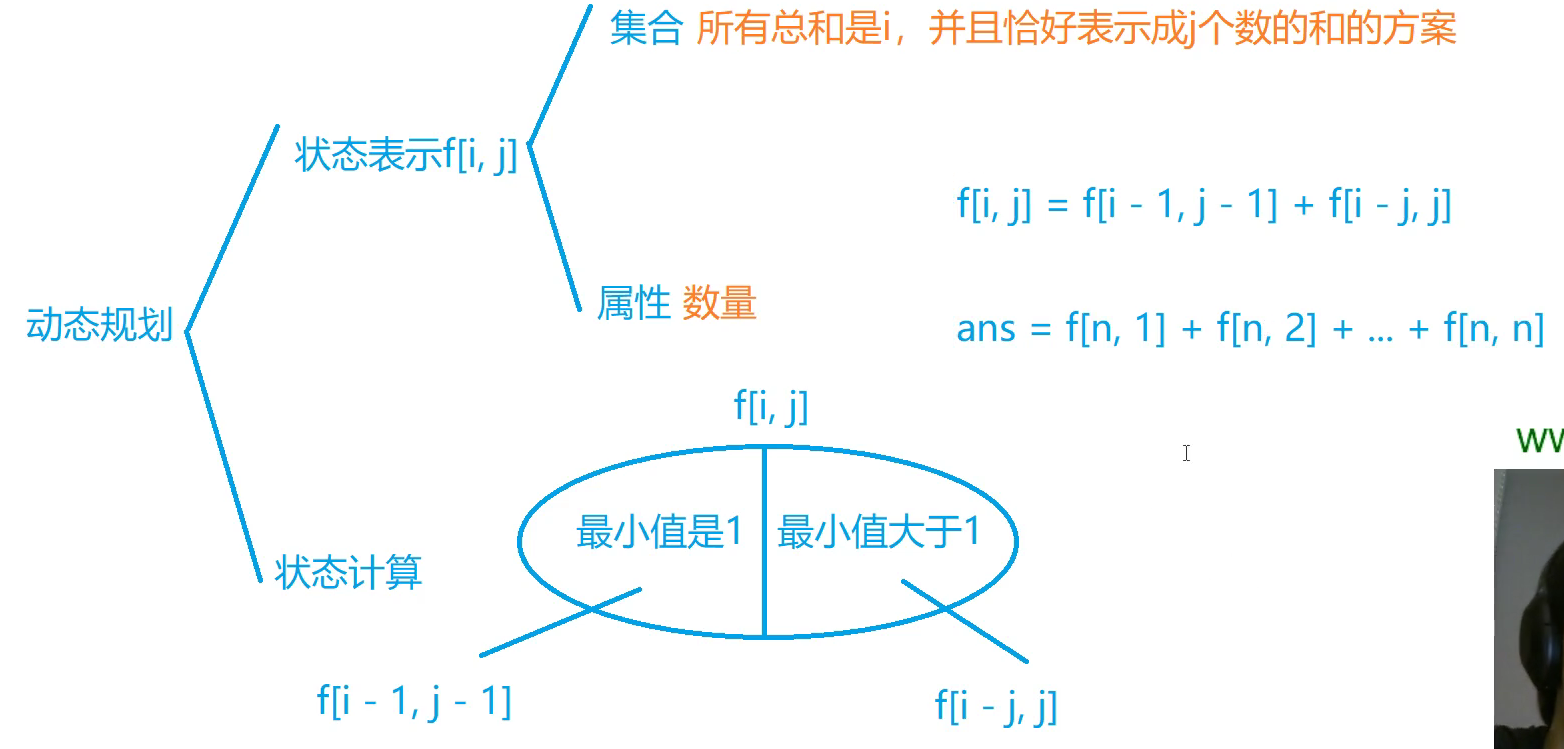 集合 所有总和是i，并且恰好表示成j个数的和的方案
状态表示f[i, j]
f[i, j] = f[i - 1, j - 1] + f[i - j, j]
属性 数量
动态规划
ans = f[n, 1] + f[n, 2] + ... + f[n, n]
f[i, j]
最小值是1
最小值大于1
状态计算
f[i - 1, j - 1]
f[i - j, j]